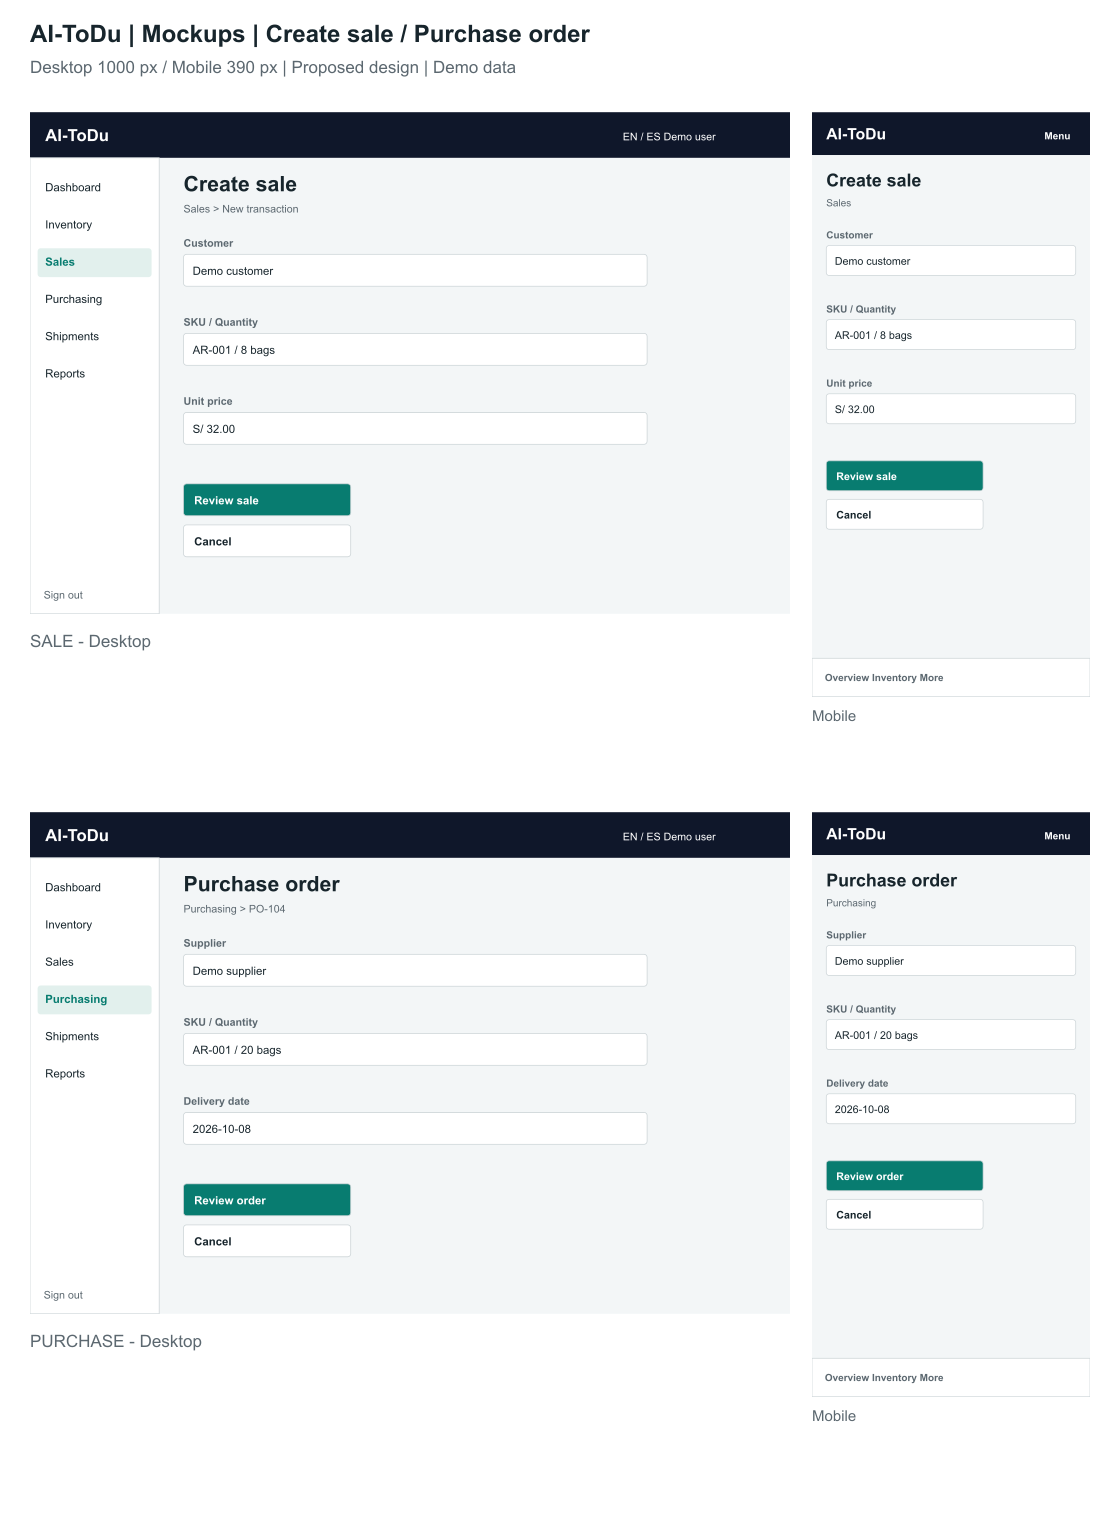 AI-ToDu | Mockups | Create sale / Purchase order
Desktop 1000 px / Mobile 390 px | Proposed design | Demo data
AI-ToDu
EN / ES Demo user
Dashboard
Inventory
Sales
Purchasing
Shipments
Reports
Sign out
Create sale
Sales > New transaction
Customer
Demo customer
SKU / Quantity
AR-001 / 8 bags
Unit price
S/ 32.00
Review sale
Cancel
SALE - Desktop
AI-ToDu
Menu
Create sale
Sales
Customer
Demo customer
SKU / Quantity
AR-001 / 8 bags
Unit price
S/ 32.00
Review sale
Cancel
Overview Inventory More
Mobile
AI-ToDu
EN / ES Demo user
Dashboard
Inventory
Sales
Purchasing
Shipments
Reports
Sign out
Purchase order
Purchasing > PO-104
Supplier
Demo supplier
SKU / Quantity
AR-001 / 20 bags
Delivery date
2026-10-08
Review order
Cancel
PURCHASE - Desktop
AI-ToDu
Menu
Purchase order
Purchasing
Supplier
Demo supplier
SKU / Quantity
AR-001 / 20 bags
Delivery date
2026-10-08
Review order
Cancel
Overview Inventory More
Mobile